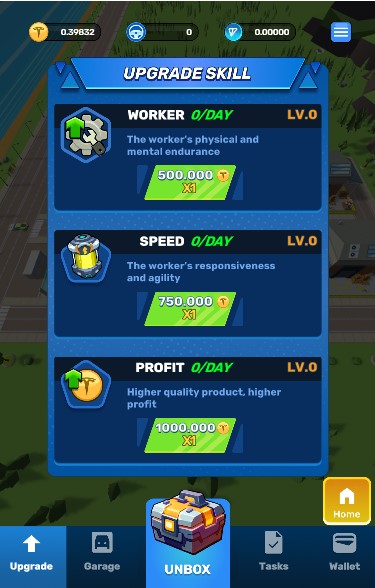 0.39832
0
0.00000
UPGRADE SKILL
WORKER 0/DAY
LV.0
The worker's physical and
mental endurance
500.000
X1
SPEED 0/DAY
LV.0
The worker's responsiveness
and agility
750.000
X1
PROFIT 0/DAY
LV.0
Higher quality product, higher
profit
1000.000
X1
Home
Upgrade
Garage
UNBOX
Tasks
Wallet